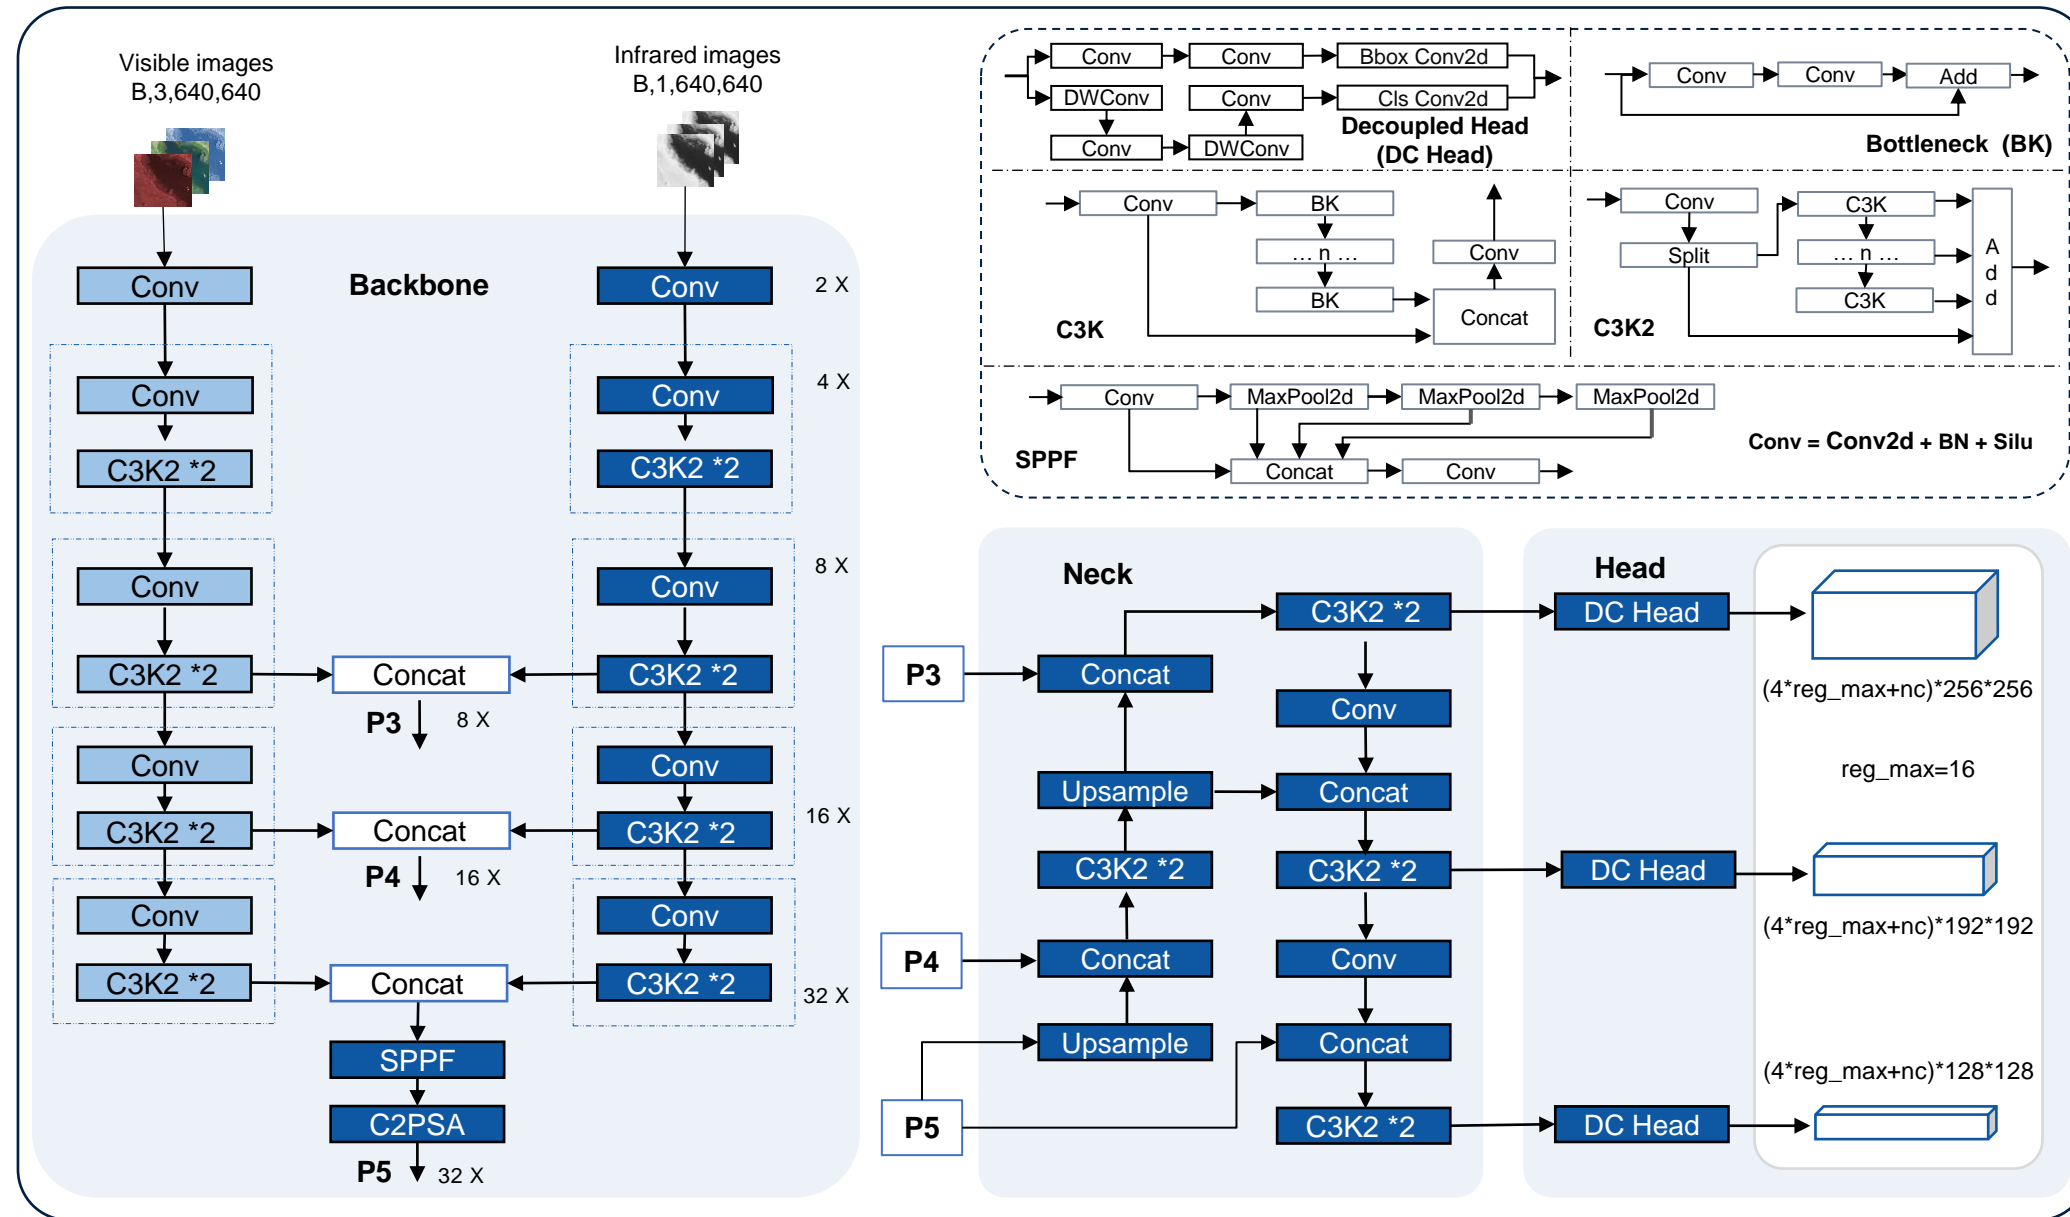 Visible images
B,3,640,640
Infrared images
B,1,640,640
Backbone
Conv
Conv
2 X
Conv
Conv
4 X
C3K2 *2
C3K2 *2
Conv
Conv
8 X
C3K2 *2
Concat
C3K2 *2
P3
8 X
Conv
Conv
C3K2 *2
Concat
C3K2 *2
16 X
P4
16 X
Conv
Conv
C3K2 *2
Concat
C3K2 *2
32 X
SPPF
C2PSA
P5
32 X
Conv
Conv
Bbox Conv2d
DWConv
Conv
Cls Conv2d
Conv
DWConv
Decoupled Head
(DC Head)
Conv
Conv
Add
Bottleneck (BK)
Conv
BK
... n ...
BK
Conv
Concat
C3K
Conv
Split
C3K
... n ...
C3K
A
d
d
C3K2
Conv
MaxPool2d
MaxPool2d
MaxPool2d
Concat
Conv
SPPF
Conv = Conv2d + BN + Silu
Neck
P3
P4
P5
Concat
Upsample
C3K2 *2
Concat
Upsample
C3K2 *2
Conv
Concat
C3K2 *2
Conv
Concat
C3K2 *2
Head
DC Head
(4*reg_max+nc)*256*256
reg_max=16
DC Head
(4*reg_max+nc)*192*192
(4*reg_max+nc)*128*128
DC Head